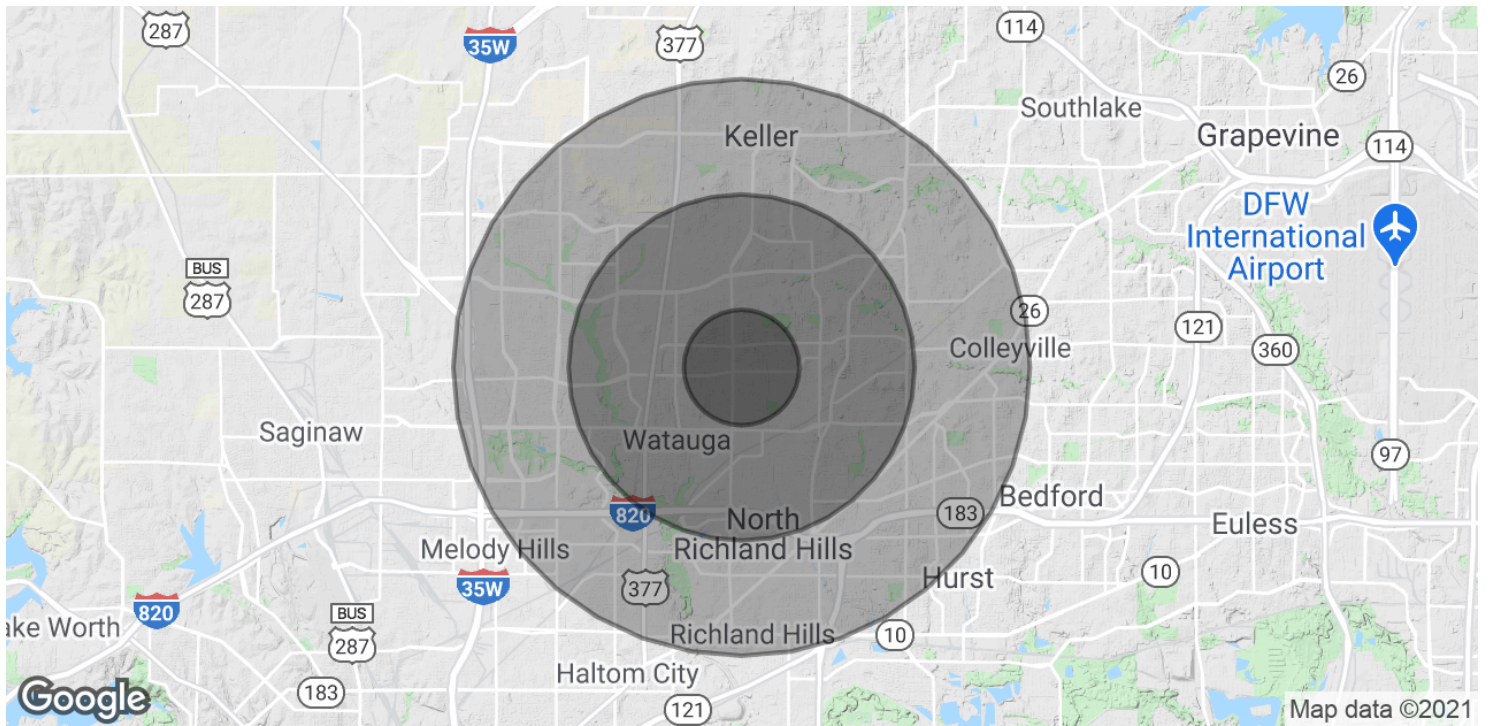 287
35W
377
114
26
Southlake
Keller
Grapevine
114
DFW
International
Airport
BUS
287
26
121
Colleyville
360
Saginaw
Watauga
97
Bedford
820
North
Richland Hills
183
Euless
Melody Hills
35W
377
Hurst
10
820
BUS
287
ake Worth
Richland Hills
10
Haltom City
183
121
Google
Map data ©2021